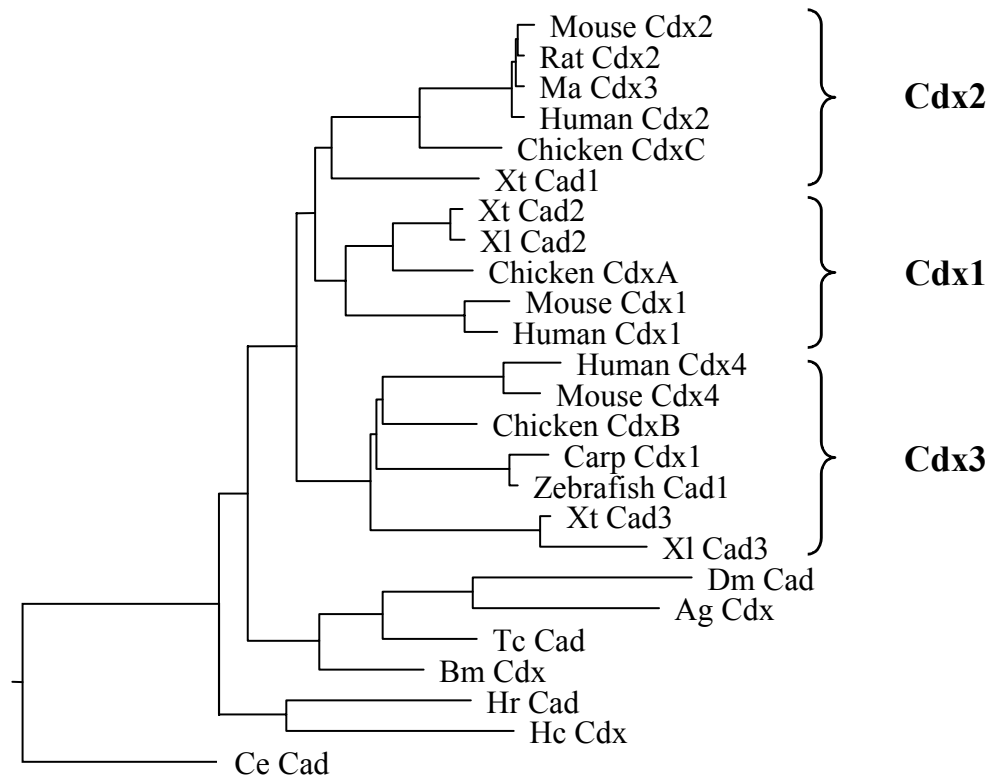 Mouse Cdx2
Rat Cdx2
Ma Cdx3
Human Cdx2
Chicken CdxC
Xt Cad1
Cdx2
Xt Cad2
Xl Cad2
Chicken CdxA
Mouse Cdx1
Human Cdx1
Cdx1
Human Cdx4
Mouse Cdx4
Chicken CdxB
Carp Cdx1
Zebrafish Cad1
Xt Cad3
Xl Cad3
Cdx3
Dm Cad
Ag Cdx
Tc Cad
Bm Cdx
Hr Cad
Hc Cdx
Ce Cad